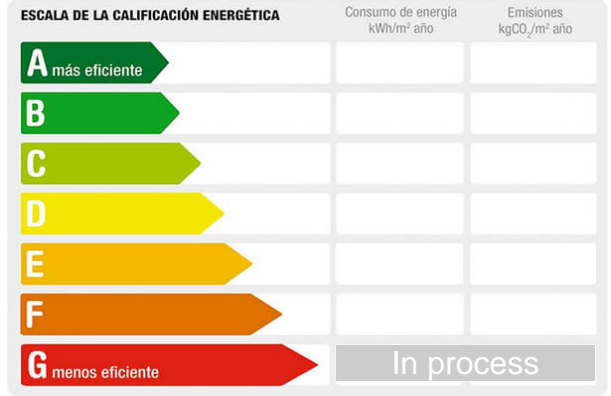 ESCALA DE LA CALIFICACIÓN ENERGÉTICA
Consumo de energía
kWh/m² año
Emisiones
kgCO₂/m² año
A más eficiente
B
C
D
E
F
G menos eficiente
In process